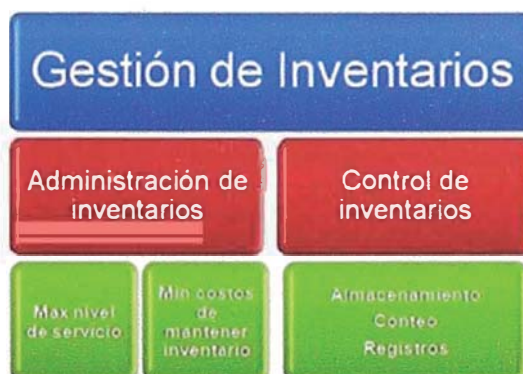 Gestión de Inventarios
Administración de
inventarios
Control de
inventarios
Max nivel
de servicio
Min costos
de
mantener
inventario
Almacenamiento
Conteo
Registros